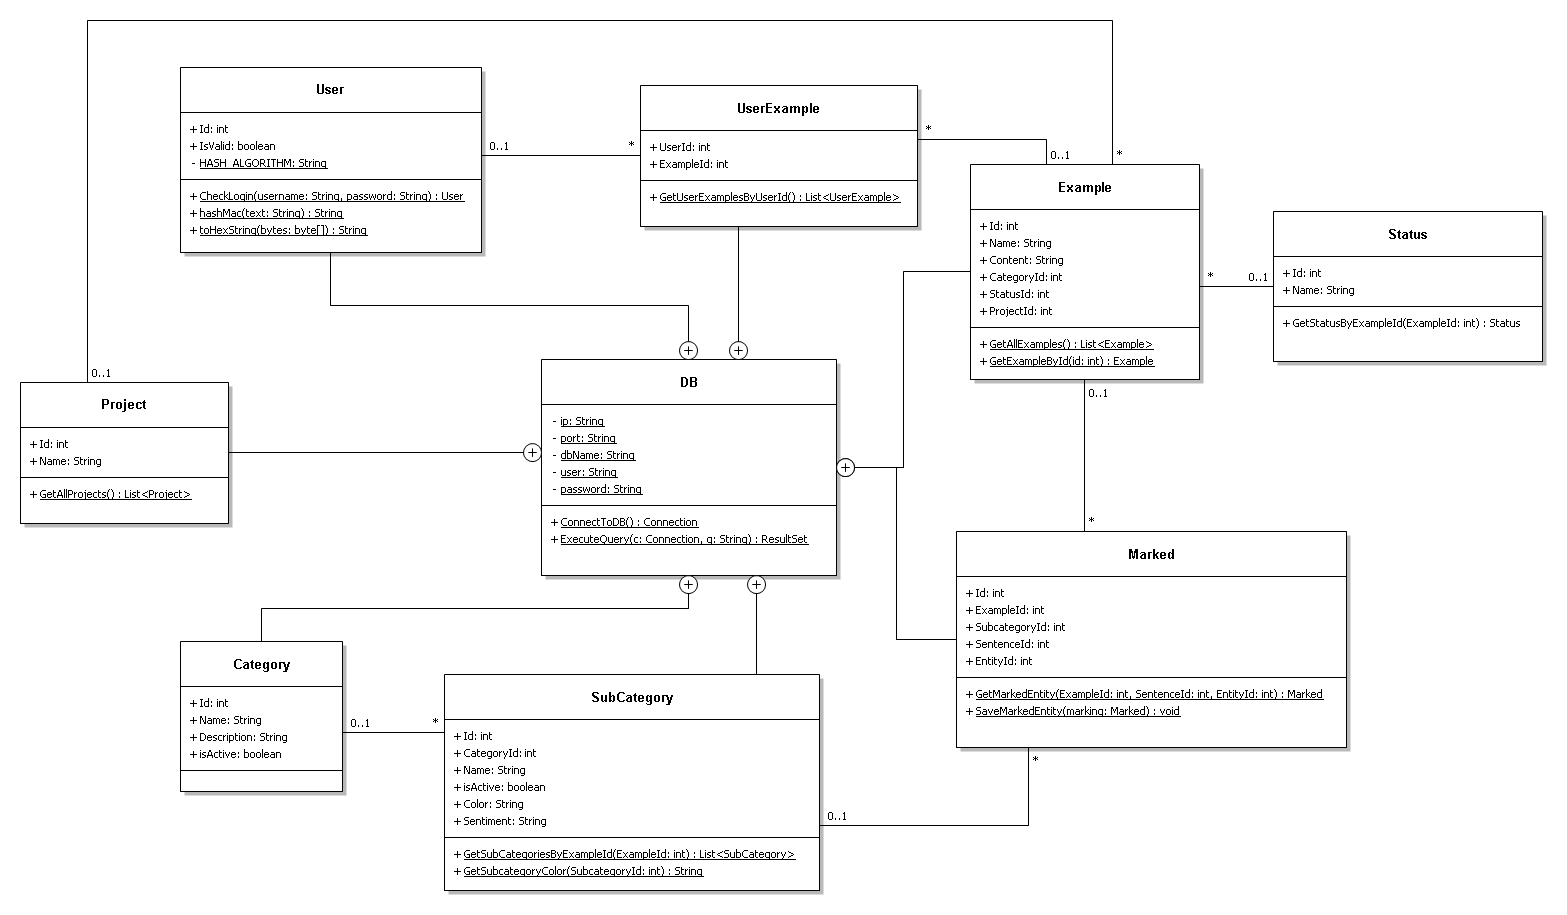 User
+ Id: int
+ IsValid: boolean
- HASH_ALGORITHM: String
+ CheckLogin(username: String, password: String) : User
+ hashMac(text: String) : String
+ toHexString(bytes: byte[]) : String
0..1
*
UserExample
+ UserId: int
+ ExampleId: int
+ GetUserExamplesByUserId() : List<UserExample>
*
0..1
*
Example
+ Id: int
+ Name: String
+ Content: String
+ CategoryId: int
+ StatusId: int
+ ProjectId: int
+ GetAllExamples() : List<Example>
+ GetExampleById(id: int) : Example
*
0..1
Status
+ Id: int
+ Name: String
+ GetStatusByExampleId(ExampleId: int) : Status
0..1
Project
+ Id: int
+ Name: String
+ GetAllProjects() : List<Project>
DB
- ip: String
- port: String
- dbName: String
- user: String
- password: String
+ ConnectToDB() : Connection
+ ExecuteQuery(c: Connection, q: String) : ResultSet
0..1
*
Marked
+ Id: int
+ ExampleId: int
+ SubcategoryId: int
+ SentenceId: int
+ EntityId: int
+ GetMarkedEntity(ExampleId: int, SentenceId: int, EntityId: int) : Marked
+ SaveMarkedEntity(marking: Marked) : void
*
0..1
Category
+ Id: int
+ Name: String
+ Description: String
+ isActive: boolean
0..1
*
SubCategory
+ Id: int
+ CategoryId: int
+ Name: String
+ isActive: boolean
+ Color: String
+ Sentiment: String
+ GetSubCategoriesByExampleId(ExampleId: int) : List<SubCategory>
+ GetSubcategoryColor(SubcategoryId: int) : String